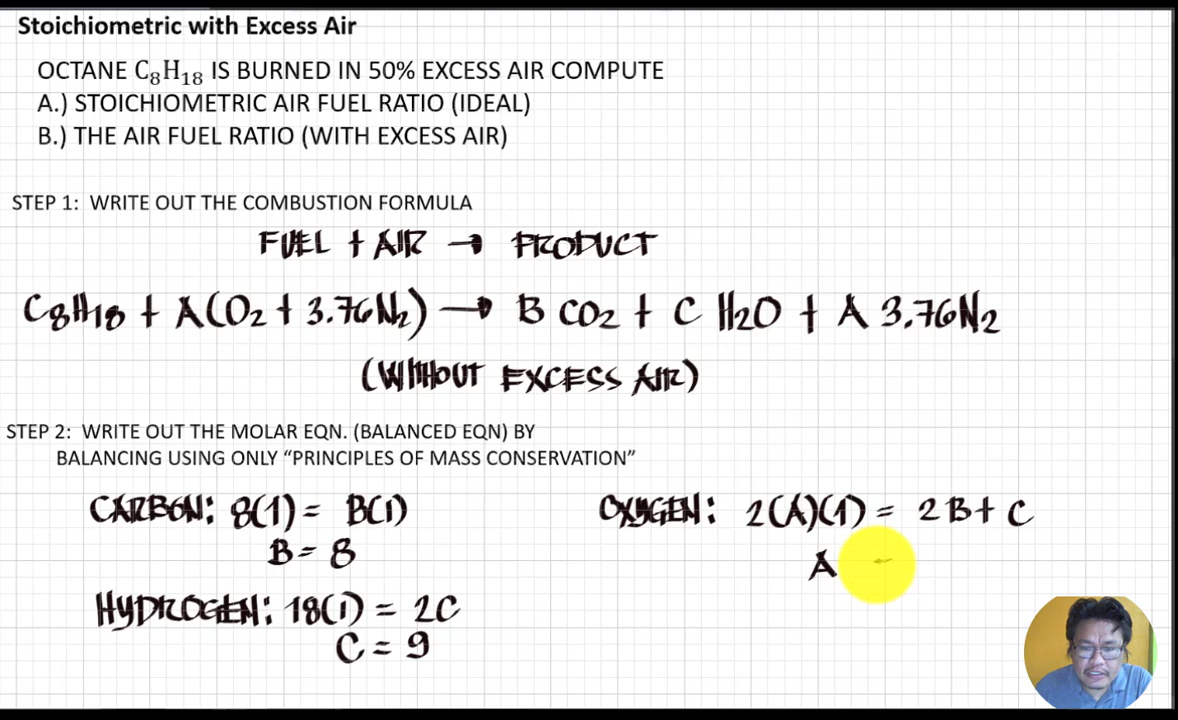 Stoichiometric with Excess Air
OCTANE C₈H₁₈ IS BURNED IN 50% EXCESS AIR COMPUTE
A.) STOICHIOMETRIC AIR FUEL RATIO (IDEAL)
B.) THE AIR FUEL RATIO (WITH EXCESS AIR)
STEP 1: WRITE OUT THE COMBUSTION FORMULA
FUEL + AIR → PRODUCT
C8H18 + A(O2 + 3.76N2) → B CO2 + C H2O + A 3.76N2
(WITHOUT EXCESS AIR)
STEP 2: WRITE OUT THE MOLAR EQN. (BALANCED EQN) BY
BALANCING USING ONLY “PRINCIPLES OF MASS CONSERVATION”
CARBON: 8(1) = B(1)
B = 8
HYDROGEN: 18(1) = 2C
C = 9
OXYGEN: 2(A)(1) = 2B + C
A -